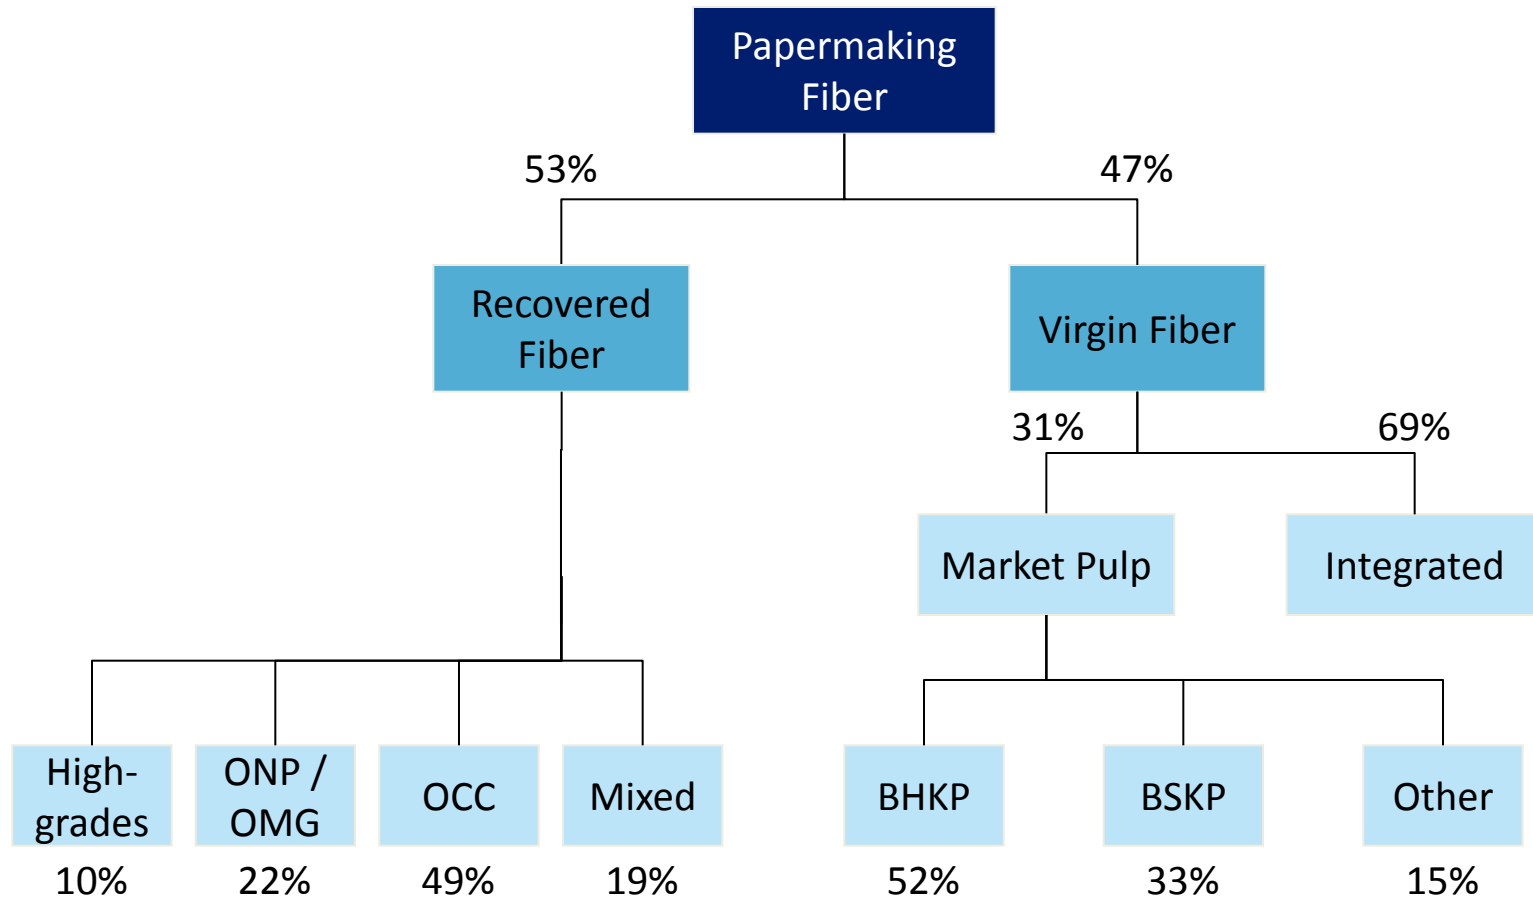 Papermaking
Fiber
53%
47%
Recovered
Fiber
Virgin Fiber
31%
69%
Market Pulp
Integrated
High-
grades
ONP /
OMG
OCC
Mixed
BHKP
BSKP
Other
10%
22%
49%
19%
52%
33%
15%